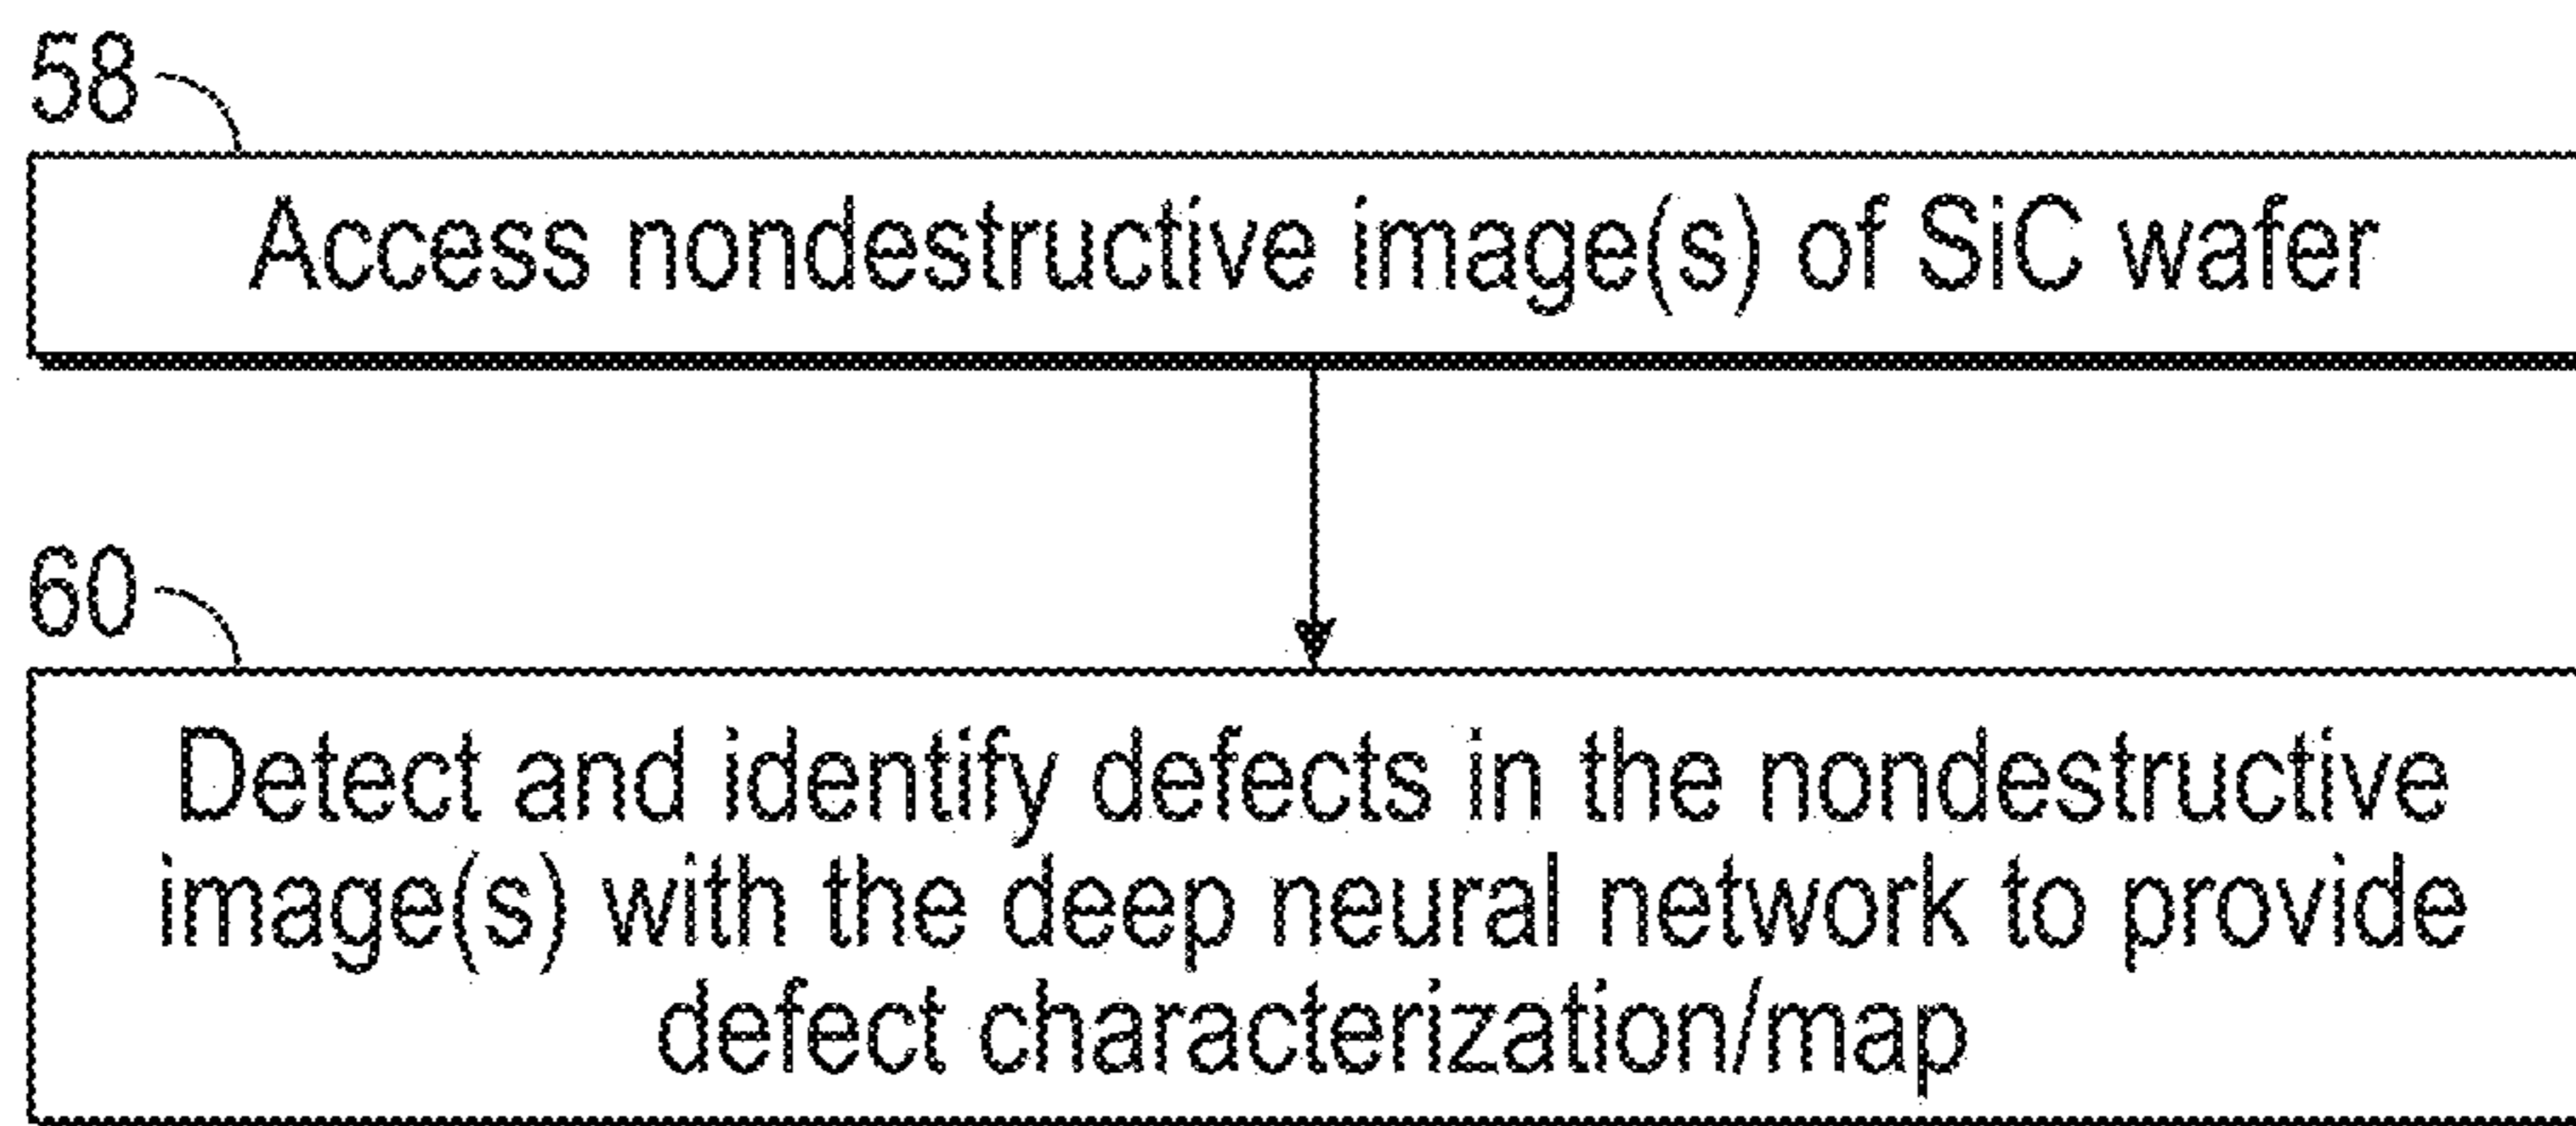 58
Access nondestructive image(s) of SiC wafer
60
Detect and identify defects in the nondestructive
image(s) with the deep neural network to provide
defect characterization/map